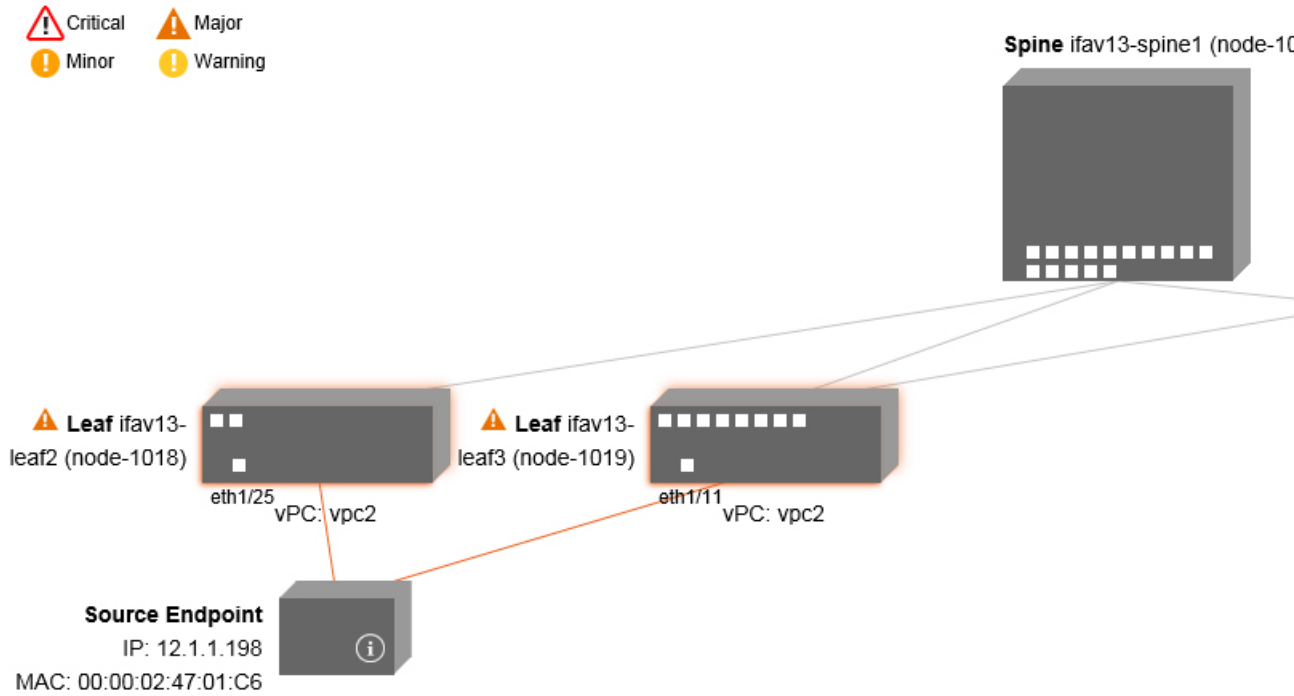 Critical
Major
Minor
Warning
Spine ifav13-spine1 (node-10
Leaf ifav13-
leaf2 (node-1018)
eth1/25
vPC: vpc2
Leaf ifav13-
leaf3 (node-1019)
eth1/11
vPC: vpc2
Source Endpoint
IP: 12.1.1.198
MAC: 00:00:02:47:01:C6